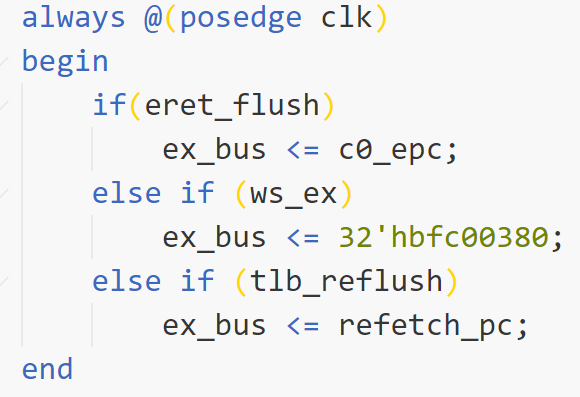 always @(posedge clk)
begin
    if(eret_flush)
        ex_bus <= c0_epc;
    else if (ws_ex)
        ex_bus <= 32'hbfc00380;
    else if (tlb_reflush)
        ex_bus <= refetch_pc;
end